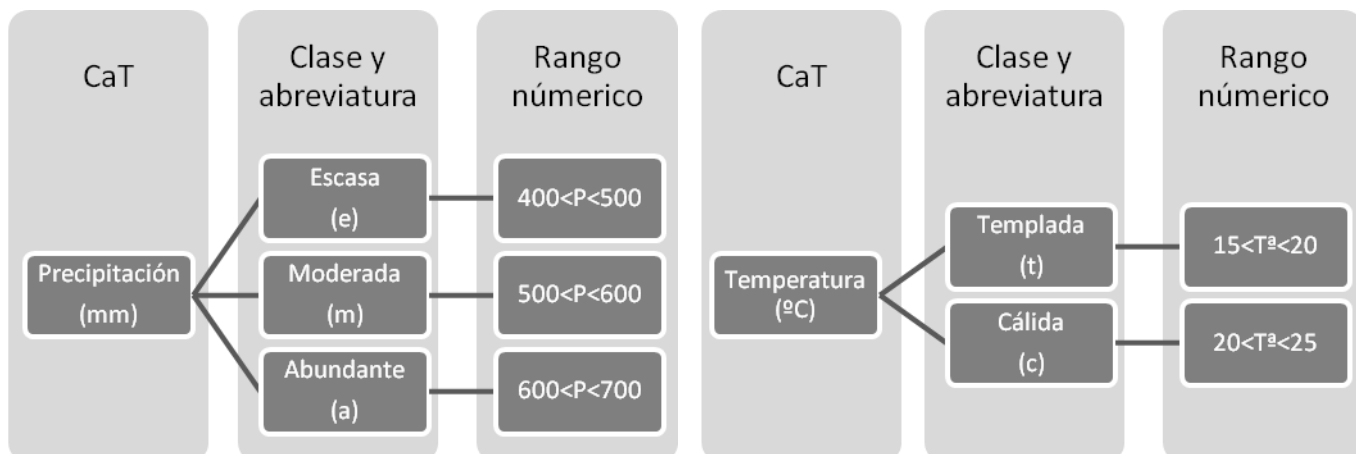 CaT
Clase y
abreviatura
Rango
númerico
Precipitación
(mm)
Escasa
(e)
400<P<500
Moderada
(m)
500<P<600
Abundante
(a)
600<P<700
CaT
Clase y
abreviatura
Rango
númerico
Temperatura
(ºC)
Templada
(t)
15<Tª<20
Cálida
(c)
20<Tª<25